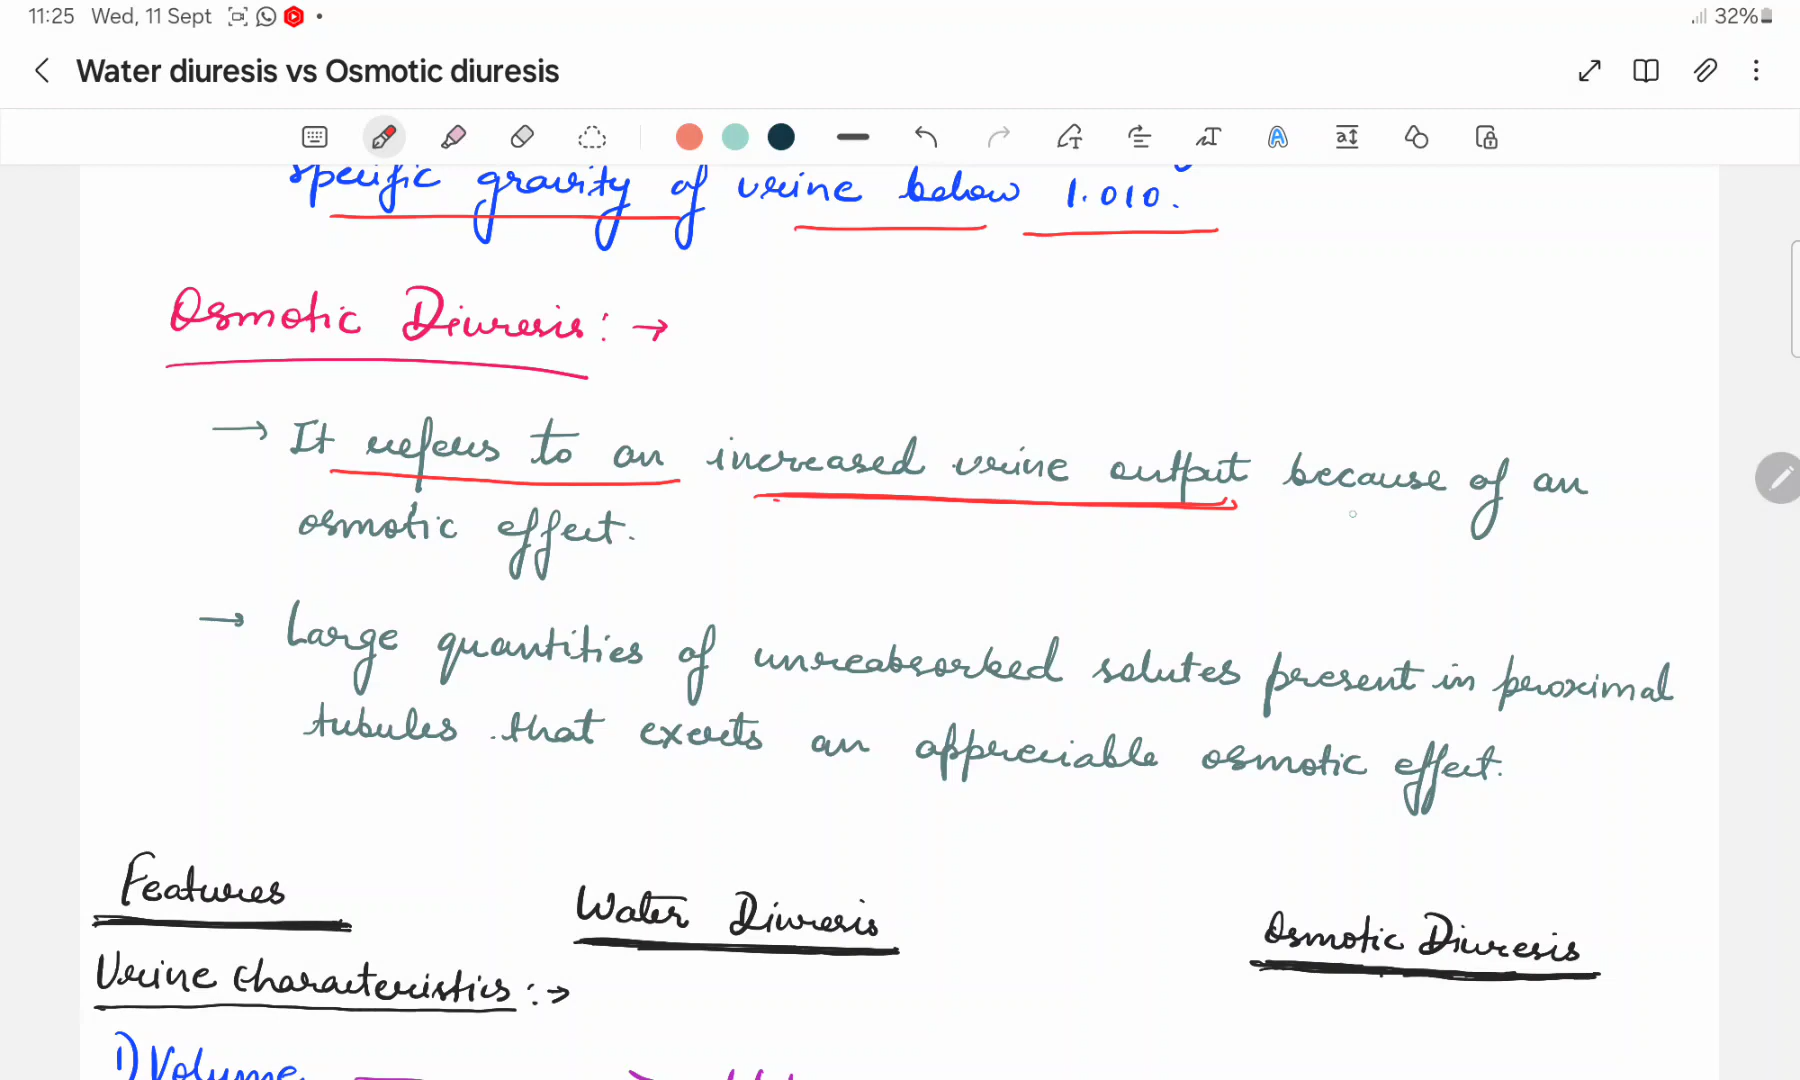 11:25 Wed, 11 Sept
32%
Water diuresis vs Osmotic diuresis
specific gravity of urine below 1.010.
Osmotic Diuresis: →
→ It refers to an increased urine output because of an
osmotic effect.
→ Large quantities of unreabsorbed solutes present in proximal
tubules that exerts an appreciable osmotic effect.
Features Water Diuresis Osmotic Diuresis
Urine Characteristics :→
1) Volume